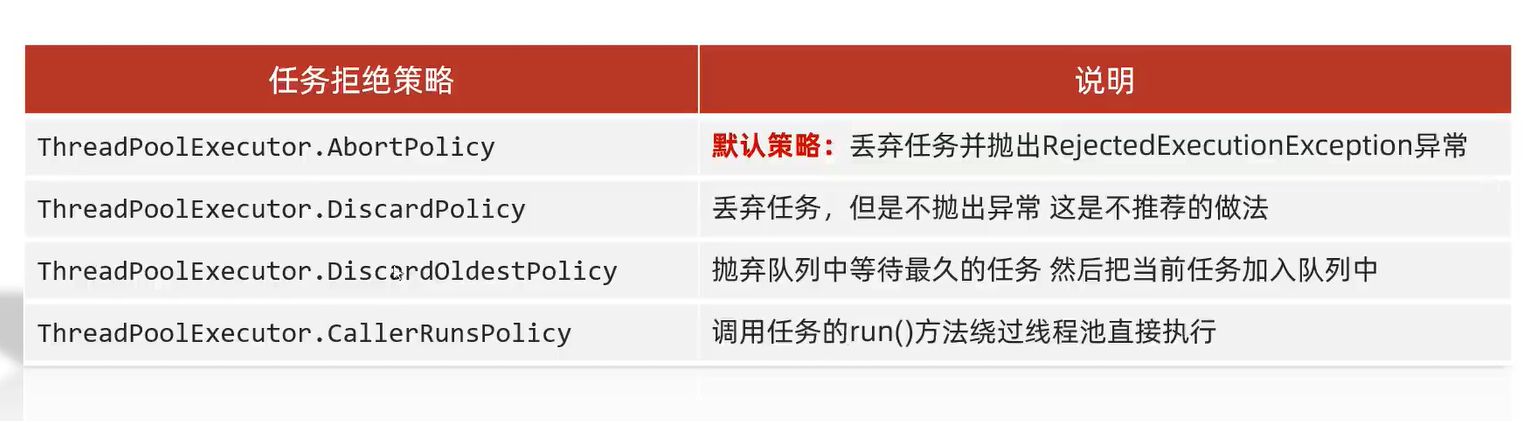 任务拒绝策略 说明
ThreadPoolExecutor.AbortPolicy 默认策略：丢弃任务并抛出RejectedExecutionException异常
ThreadPoolExecutor.DiscardPolicy 丢弃任务，但是不抛出异常 这是不推荐的做法
ThreadPoolExecutor.DiscardOldestPolicy 抛弃队列中等待最久的任务 然后把当前任务加入队列中
ThreadPoolExecutor.CallerRunsPolicy 调用任务的run()方法绕过线程池直接执行